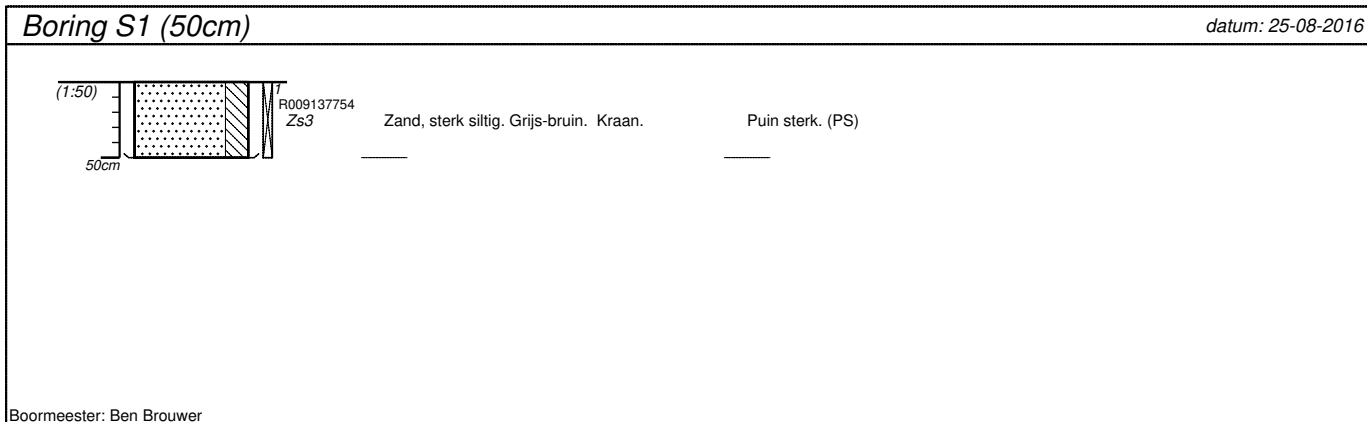 Boring S1 (50cm)
datum: 25-08-2016
(1:50)
1
R009137754
Zs3
Zand, sterk siltig. Grijs-bruin. Kraan.
Puin sterk. (PS)
50cm
Boormeester: Ben Brouwer